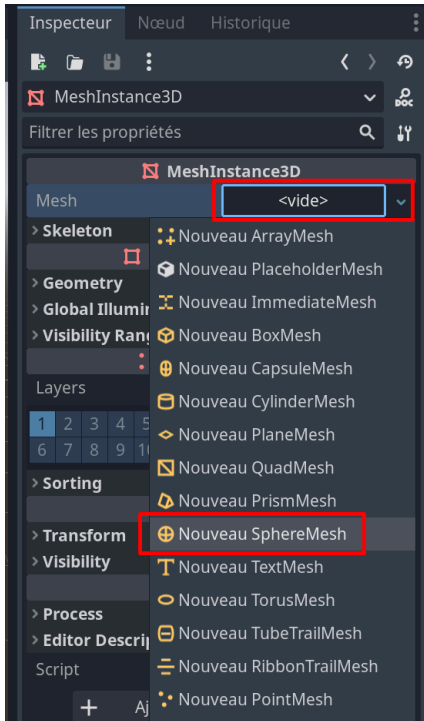 Inspecteur Nœud Historique
DOC
MeshInstance3D
Filtrer les propriétés
MeshInstance3D
Mesh <vide>
Skeleton
Nouveau ArrayMesh
Nouveau PlaceholderMesh
Geometry
Nouveau ImmediateMesh
Global Illumin
Nouveau BoxMesh
Visibility Rang
Nouveau CapsuleMesh
Layers
Nouveau CylinderMesh
1 2 3 4 5
Nouveau PlaneMesh
6 7 8 9 10
Nouveau QuadMesh
Sorting
Nouveau PrismMesh
Transform
Nouveau SphereMesh
Visibility
Nouveau TextMesh
Nouveau TorusMesh
Process
Nouveau TubeTrailMesh
Editor Descrip
Nouveau RibbonTrailMesh
Script
Nouveau PointMesh
Aj